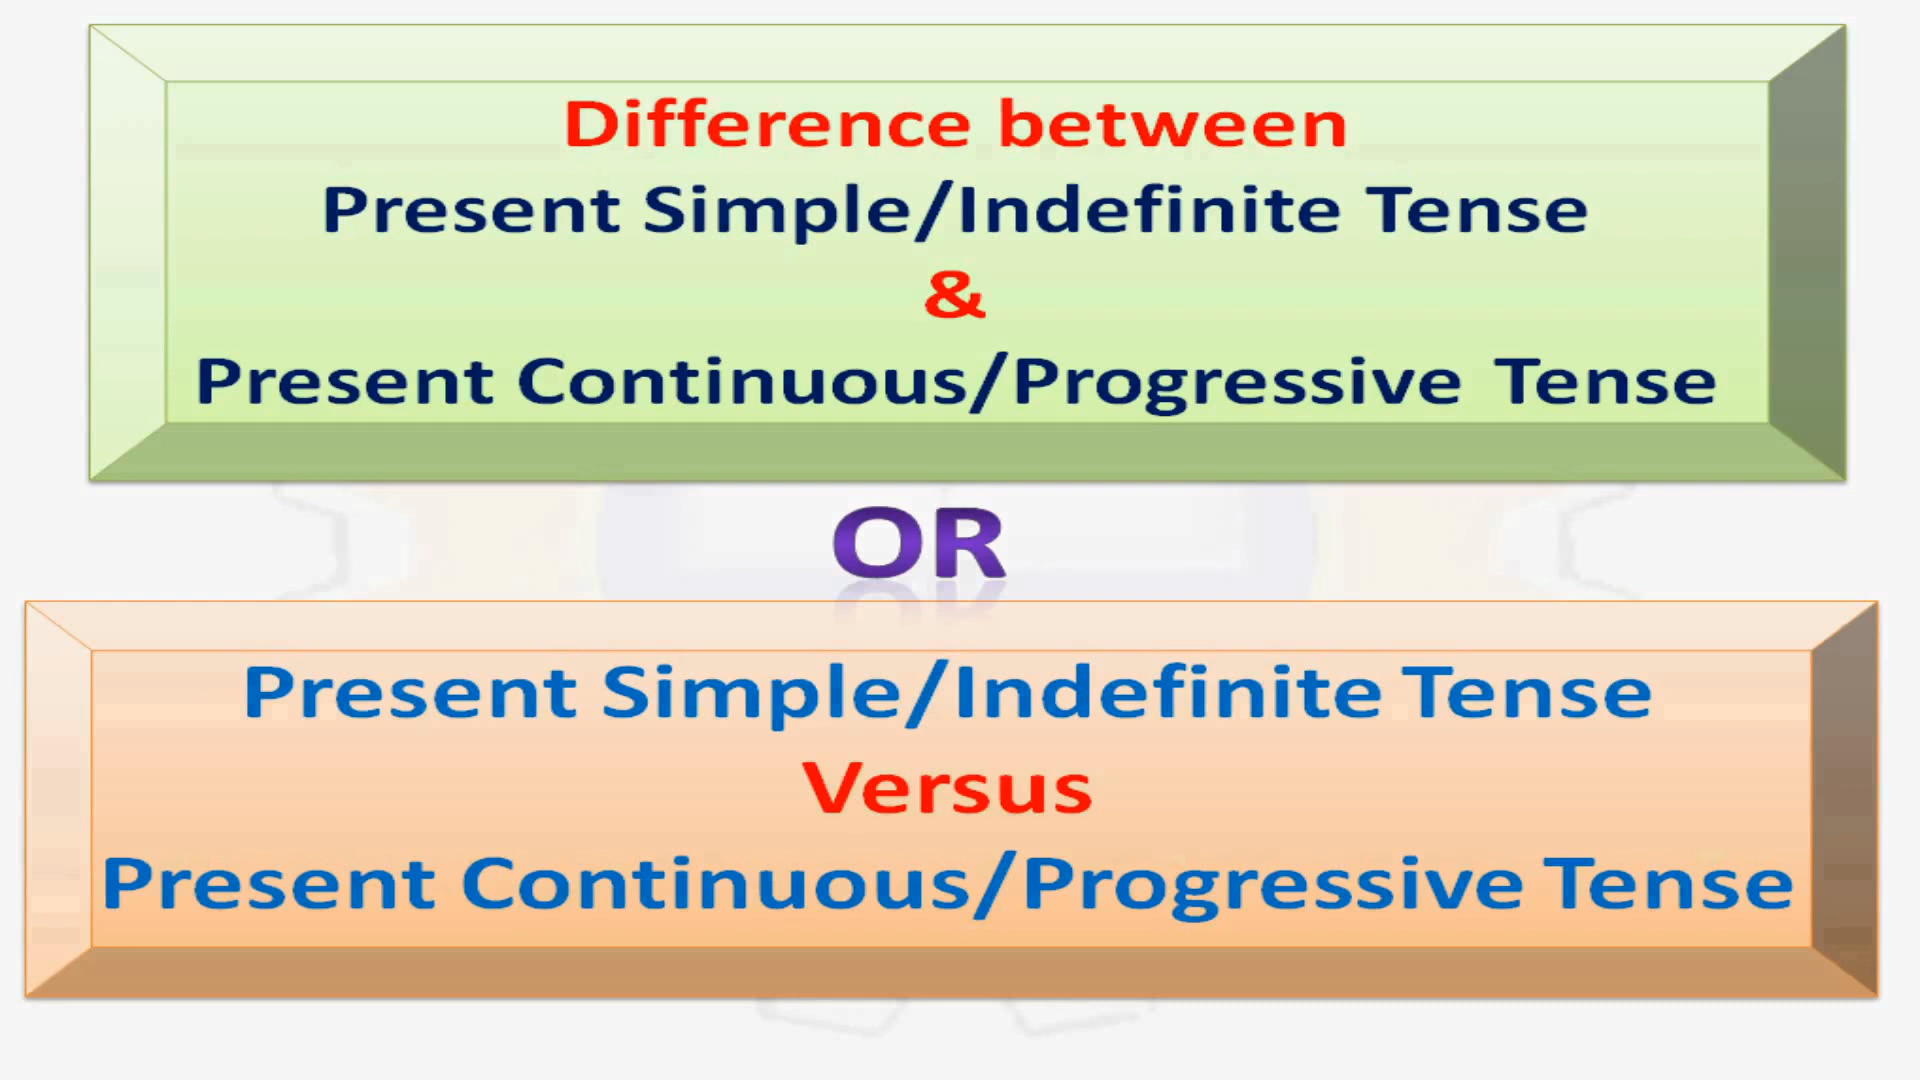 Difference between
Present Simple/Indefinite Tense
&
Present Continuous/Progressive Tense
OR
Present Simple/Indefinite Tense
Versus
Present Continuous/Progressive Tense